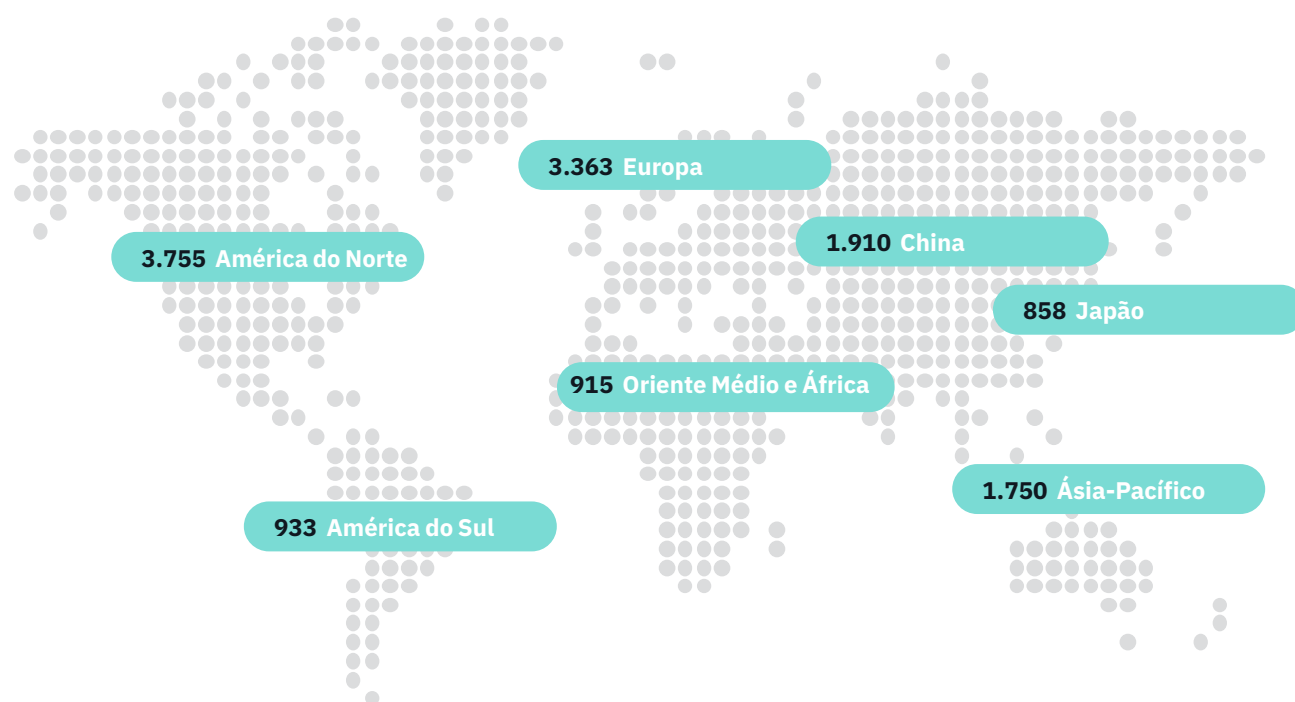 3.363 Europa
1.910 China
3.755 América do Norte
858 Japão
915 Oriente Médio e África
1.750 Ásia-Pacífico
933 América do Sul